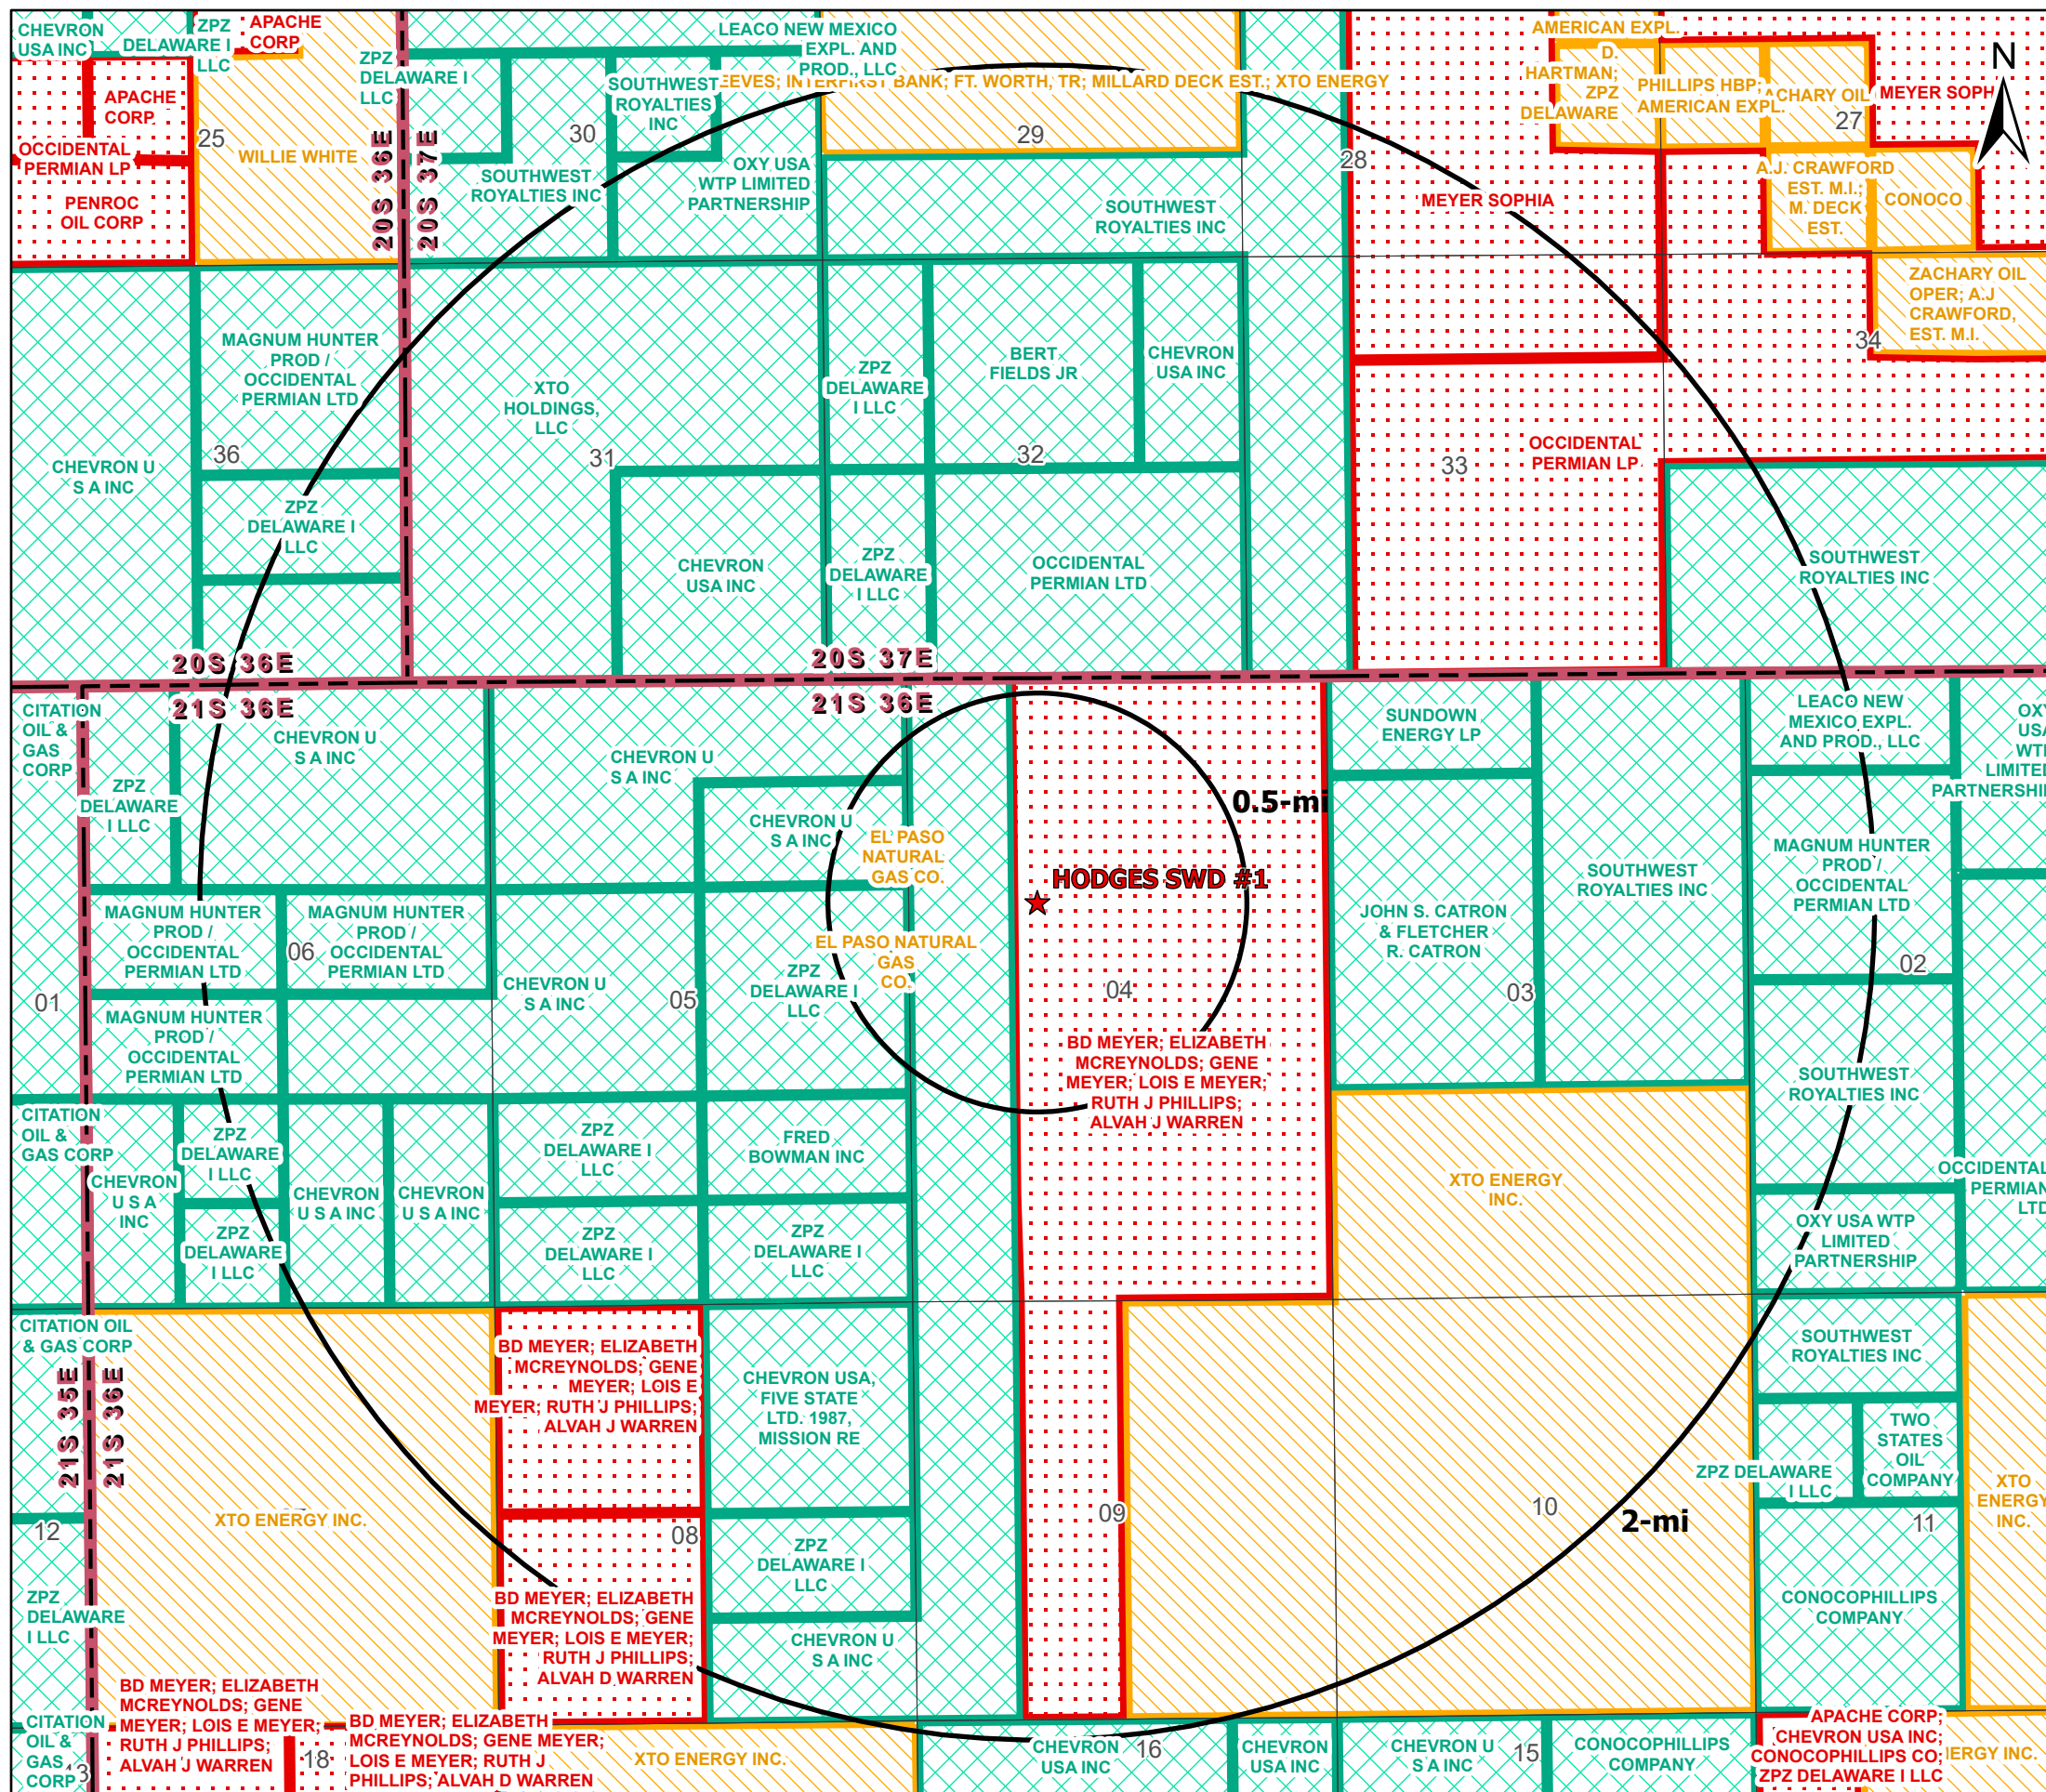 CHEVRON
USA INC
ZPZ
DELAWARE I
LLC
APACHE
CORP
ZPZ
DELAWARE I
LLC
LEACO NEW MEXICO
EXPL. AND
PROD., LLC
EEVES; INTERFIRST BANK; FT. WORTH, TR; MILLARD DECK EST.; XTO ENERGY
AMERICAN EXPL.
D.
HARTMAN;
ZPZ
DELAWARE
PHILLIPS HBP;
AMERICAN EXPL.
ACHARY OIL
MEYER SOPH
N
APACHE
CORP
OCCIDENTAL
PERMIAN LP
PENROC
OIL CORP
25
WILLIE WHITE
20S 36E
20S 37E
30
SOUTHWEST
ROYALTIES
INC
SOUTHWEST
ROYALTIES INC
OXY USA
WTP LIMITED
PARTNERSHIP
29
SOUTHWEST
ROYALTIES INC
28
MEYER SOPHIA
27
A.J. CRAWFORD
EST. M.I.;
M. DECK
EST.
CONOCO
ZACHARY OIL
OPER; A.J
CRAWFORD,
EST. M.I.
34
MAGNUM HUNTER
PROD /
OCCIDENTAL
PERMIAN LTD
36
CHEVRON U
S A INC
ZPZ
DELAWARE I
LLC
XTO
HOLDINGS,
LLC
31
ZPZ
DELAWARE
I LLC
BERT
FIELDS JR
CHEVRON
USA INC
32
CHEVRON
USA INC
ZPZ
DELAWARE
I LLC
OCCIDENTAL
PERMIAN LTD
33
OCCIDENTAL
PERMIAN LP
SOUTHWEST
ROYALTIES INC
20S 36E
21S 36E
20S 37E
21S 36E
CITATION
OIL &
GAS
CORP
ZPZ
DELAWARE
I LLC
CHEVRON U
S A INC
CHEVRON U
S A INC
CHEVRON U
S A INC
EL PASO
NATURAL
GAS CO.
0.5-mi
HODGES SWD #1
SUNDOWN
ENERGY LP
LEACO NEW
MEXICO EXPL.
AND PROD., LLC
OXY
USA
WTP
LIMITED
PARTNERSHIP
MAGNUM HUNTER
PROD /
OCCIDENTAL
PERMIAN LTD
SOUTHWEST
ROYALTIES INC
JOHN S. CATRON
& FLETCHER
R. CATRON
MAGNUM HUNTER
PROD /
OCCIDENTAL
PERMIAN LTD
06
MAGNUM HUNTER
PROD /
OCCIDENTAL
PERMIAN LTD
01
CHEVRON U
S A INC
05
EL PASO NATURAL
GAS
CO.
ZPZ
DELAWARE I
LLC
04
03
02
MAGNUM HUNTER
PROD /
OCCIDENTAL
PERMIAN LTD
BD MEYER; ELIZABETH
MCREYNOLDS; GENE
MEYER; LOIS E MEYER;
RUTH J PHILLIPS;
ALVAH J WARREN
SOUTHWEST
ROYALTIES INC
CITATION
OIL &
GAS CORP
CHEVRON
U S A
INC
ZPZ
DELAWARE
I LLC
CHEVRON
U S A INC
CHEVRON
U S A INC
ZPZ
DELAWARE
I LLC
ZPZ
DELAWARE I
LLC
FRED
BOWMAN INC
ZPZ
DELAWARE I
LLC
ZPZ
DELAWARE I
LLC
XTO ENERGY
INC.
OCCIDENTAL
PERMIAN
LTD
OXY USA WTP
LIMITED
PARTNERSHIP
CITATION OIL
& GAS CORP
21S 35E
21S 36E
BD MEYER; ELIZABETH
MCREYNOLDS; GENE
MEYER; LOIS E
MEYER; RUTH J PHILLIPS;
ALVAH J WARREN
CHEVRON USA,
FIVE STATE
LTD. 1987,
MISSION RE
SOUTHWEST
ROYALTIES INC
TWO
STATES
OIL
COMPANY
ZPZ DELAWARE
I LLC
XTO
ENERGY
INC.
12
XTO ENERGY INC.
08
09
10
2-mi
11
ZPZ
DELAWARE
I LLC
ZPZ
DELAWARE I
LLC
BD MEYER; ELIZABETH
MCREYNOLDS; GENE
MEYER; LOIS E MEYER;
RUTH J PHILLIPS;
ALVAH D WARREN
CHEVRON U
S A INC
CONOCOPHILLIPS
COMPANY
CITATION
OIL &
GAS
CORP
13
BD MEYER; ELIZABETH
MCREYNOLDS; GENE
MEYER; LOIS E MEYER;
RUTH J PHILLIPS;
ALVAH J WARREN
18
BD MEYER; ELIZABETH
MCREYNOLDS; GENE MEYER;
LOIS E MEYER; RUTH J
PHILLIPS; ALVAH D WARREN
XTO ENERGY INC.
CHEVRON
USA INC
16
CHEVRON
USA INC
CHEVRON U
S A INC
15
CONOCOPHILLIPS
COMPANY
APACHE CORP;
CHEVRON USA INC;
CONOCOPHILLIPS CO;
ZPZ DELAWARE I LLC
ERGY INC.